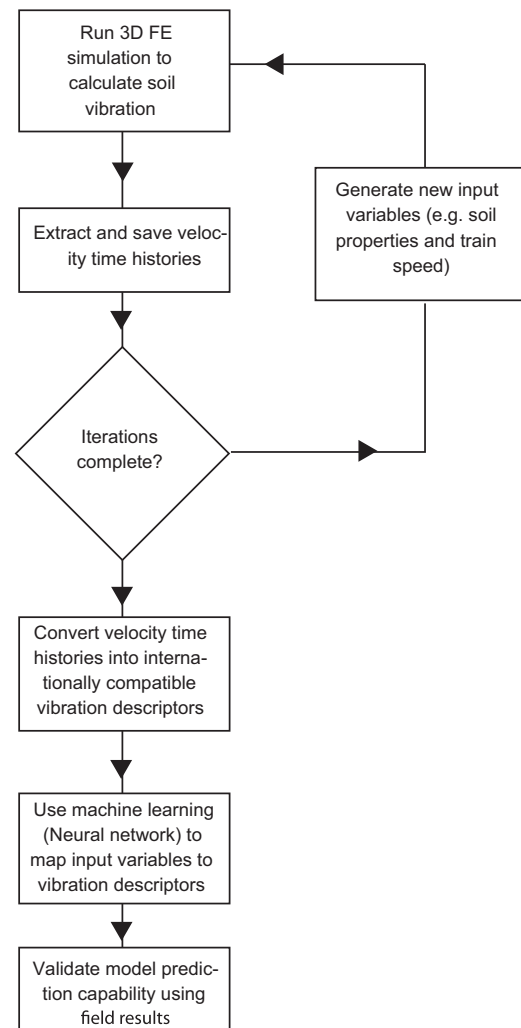 Run 3D FE
simulation to
calculate soil
vibration
Generate new input
variables (e.g. soil
properties and train
speed)
Extract and save veloc-
ity time histories
Iterations
complete?
Convert velocity time
histories into interna-
tionally compatible
vibration descriptors
Use machine learning
(Neural network) to
map input variables to
vibration descriptors
Validate model predic-
tion capability using
field results